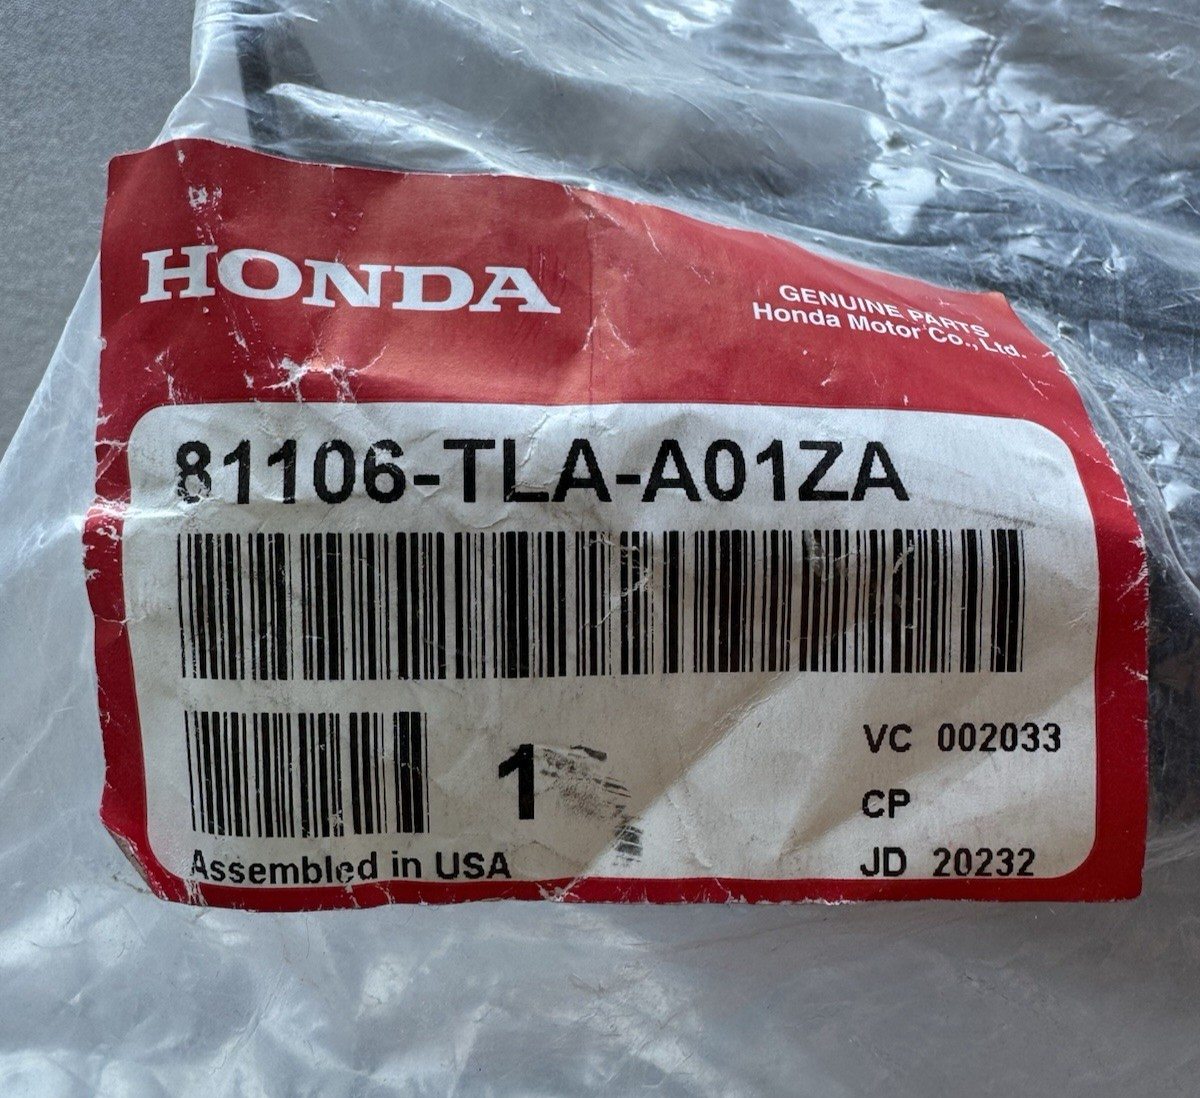 HONDA
GENUINE PARTS
Honda Motor Co., Ltd.
81106-TLA-A01ZA
1
VC 002033
CP
Assembled in USA
JD 20232